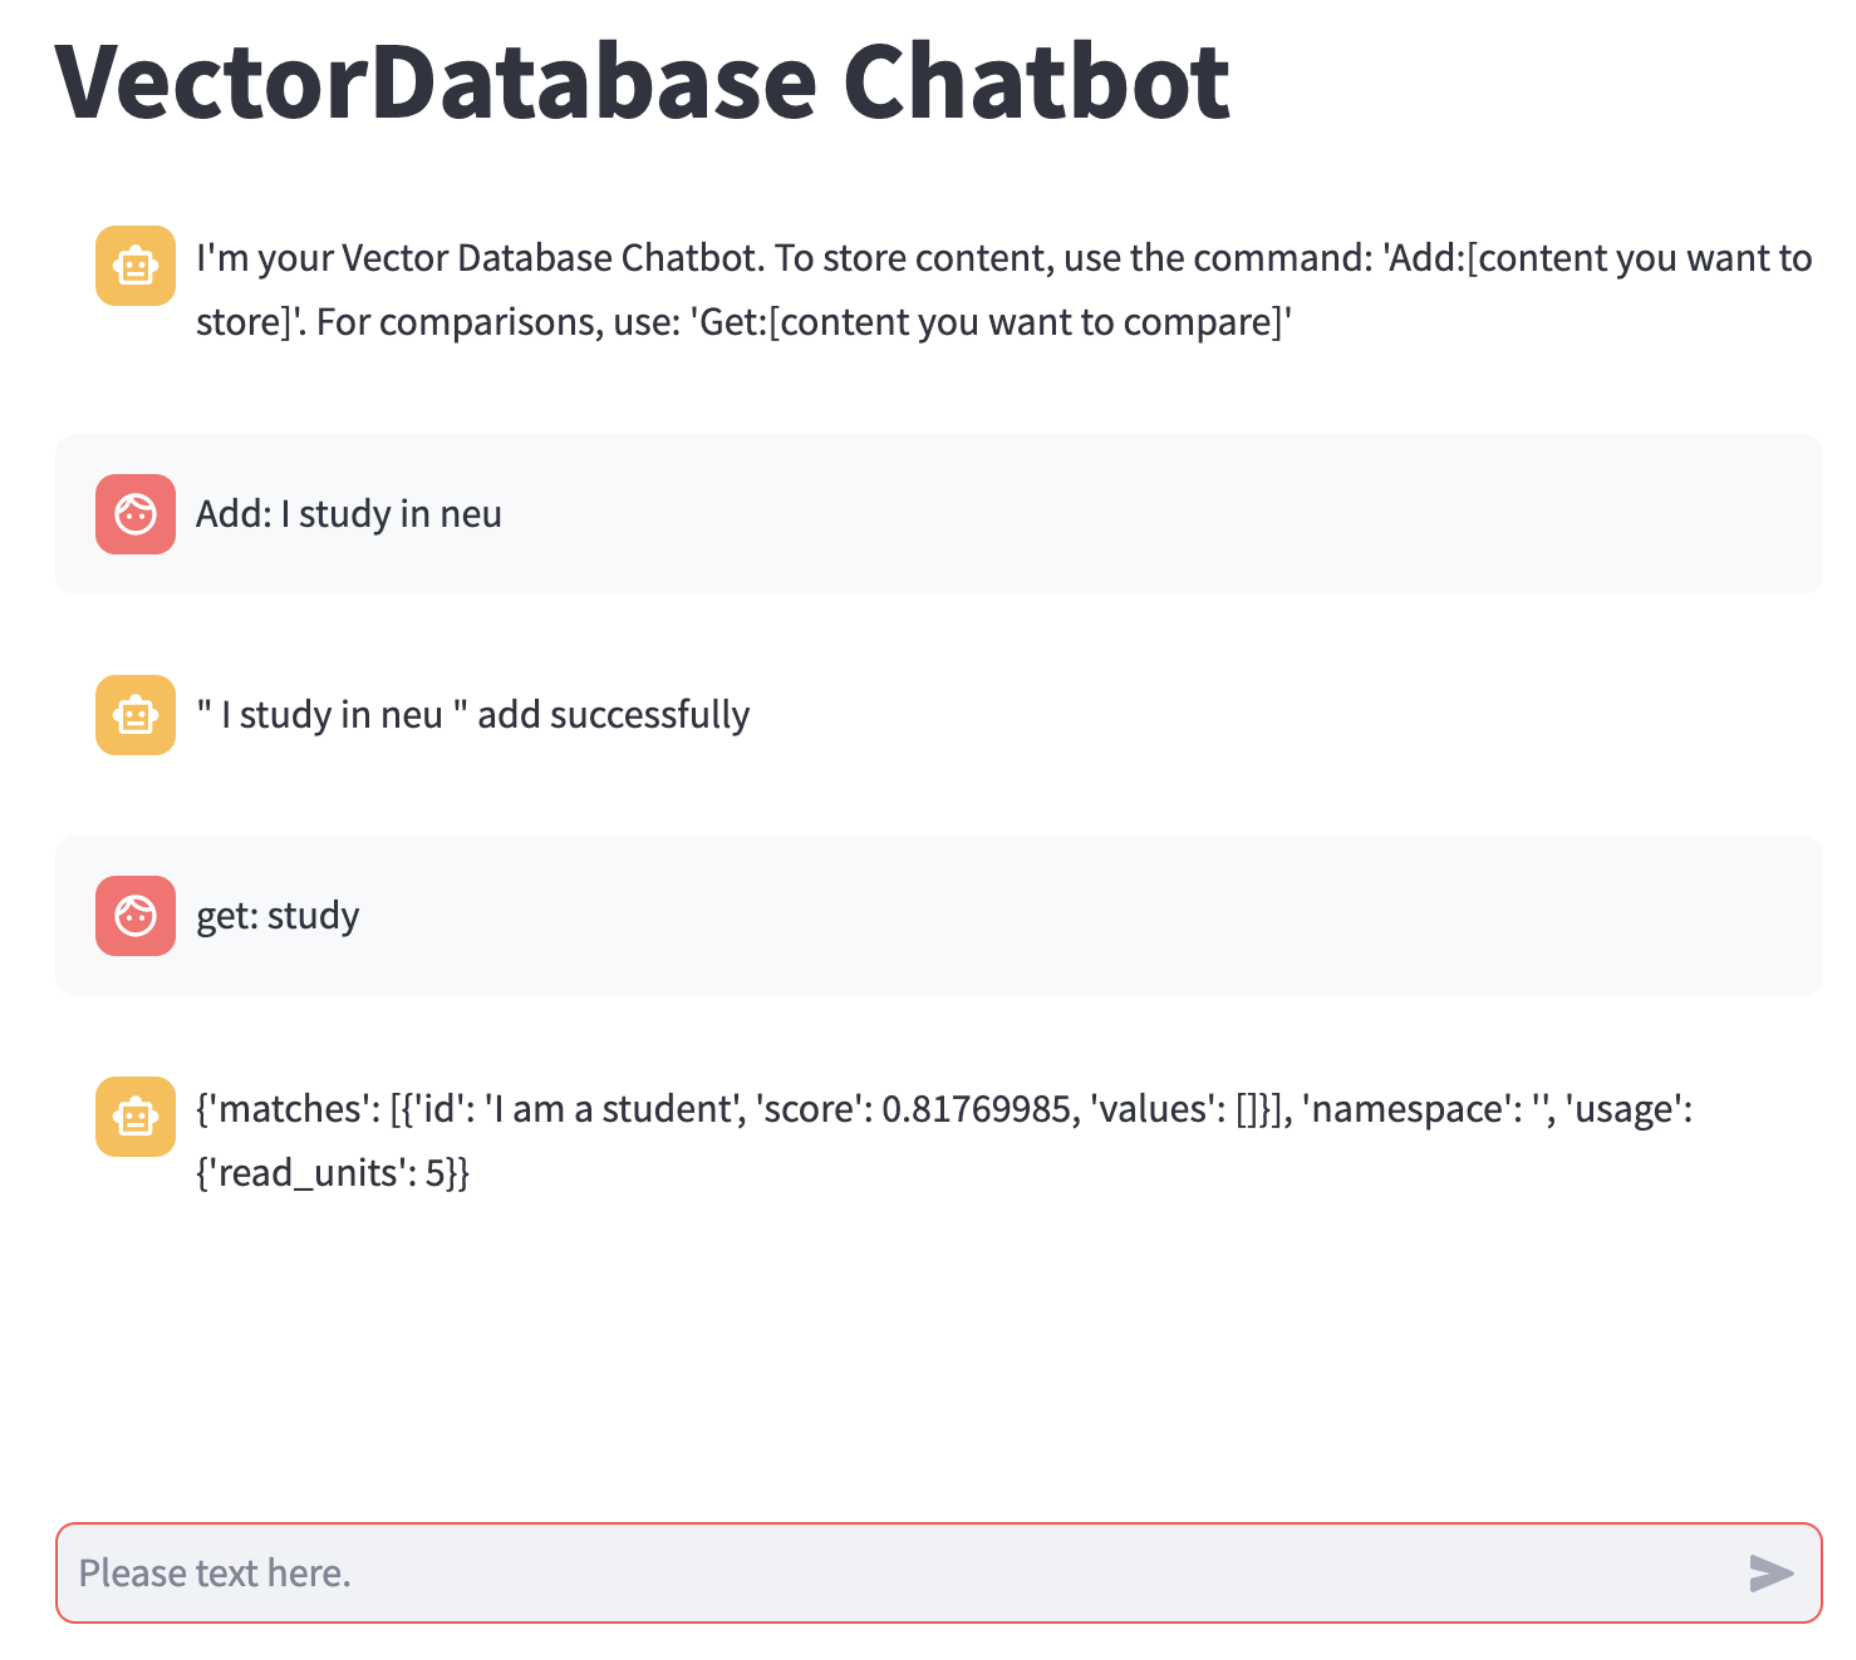 VectorDatabase Chatbot
I'm your Vector Database Chatbot. To store content, use the command: 'Add:[content you want to
store]'. For comparisons, use: 'Get:[content you want to compare]'
Add: I study in neu
" I study in neu " add successfully
get: study
{'matches': [{'id': 'I am a student', 'score': 0.81769985, 'values': []}], 'namespace': '', 'usage':
{'read_units': 5}}
Please text here.